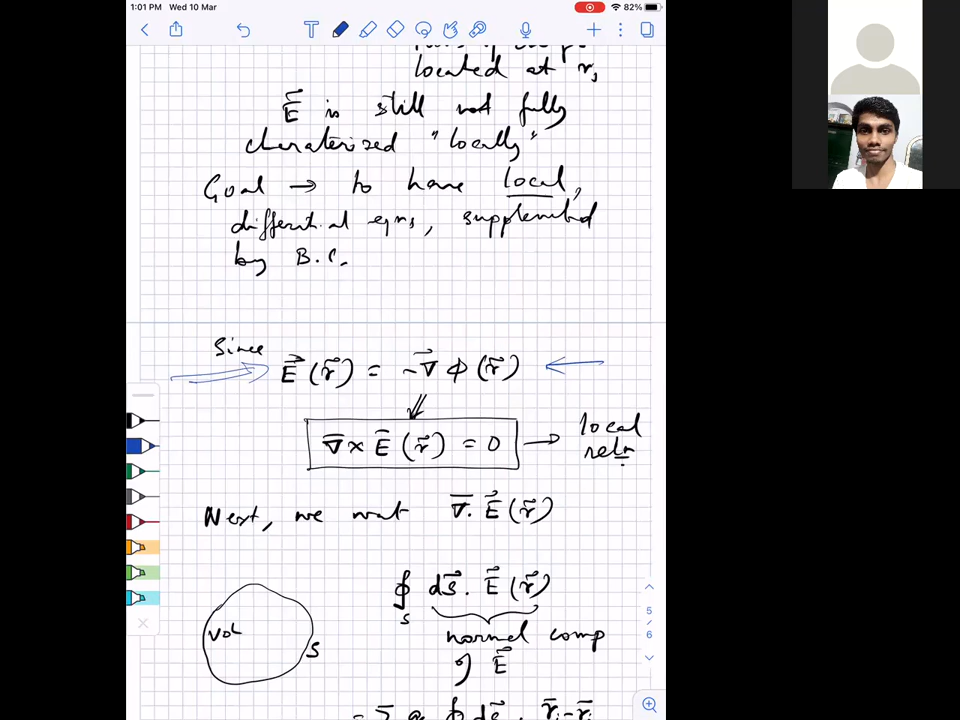 1:01 PM Wed 10 Mar
82%
located at r
E⃗ is still not fully
charaterised "locally"
Goal → to have local,
differential eqns, supplemented
by B.C.
Since
E⃗(r⃗) = -∇⃗ϕ(r⃗)
∇̅ × E̅(r⃗) = 0 → local
reln
Next, we want ∇̅. E⃗(r⃗)
∮ ds⃗. E⃗(r⃗)
S
vol
S
normal comp
of E⃗
5
6